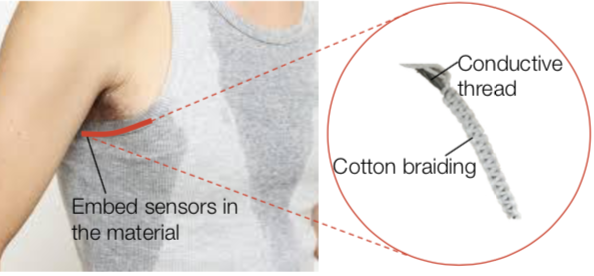 Conductive
thread
Cotton braiding
Embed sensors in
the material